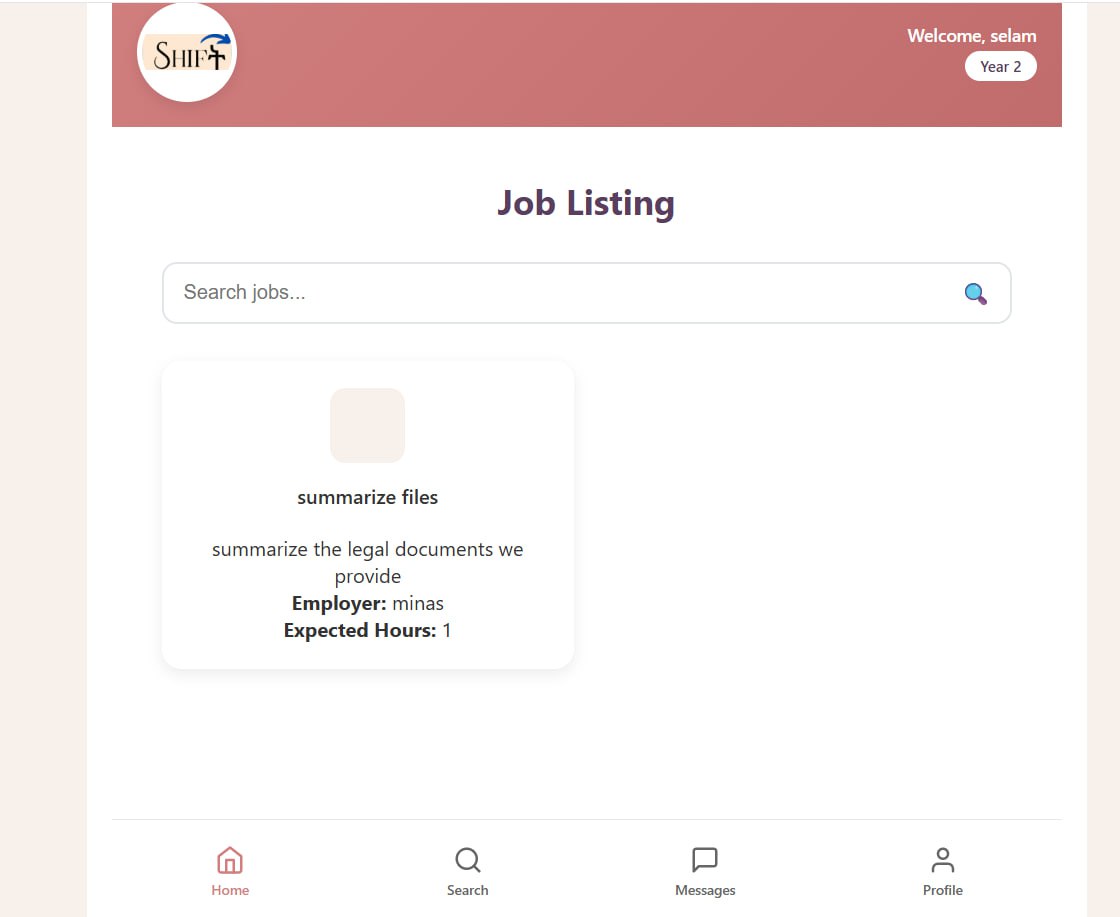 SHIFት
Welcome, selam
Year 2
Job Listing
Search jobs...
summarize files
summarize the legal documents we
provide
Employer: minas
Expected Hours: 1
Home
Search
Messages
Profile